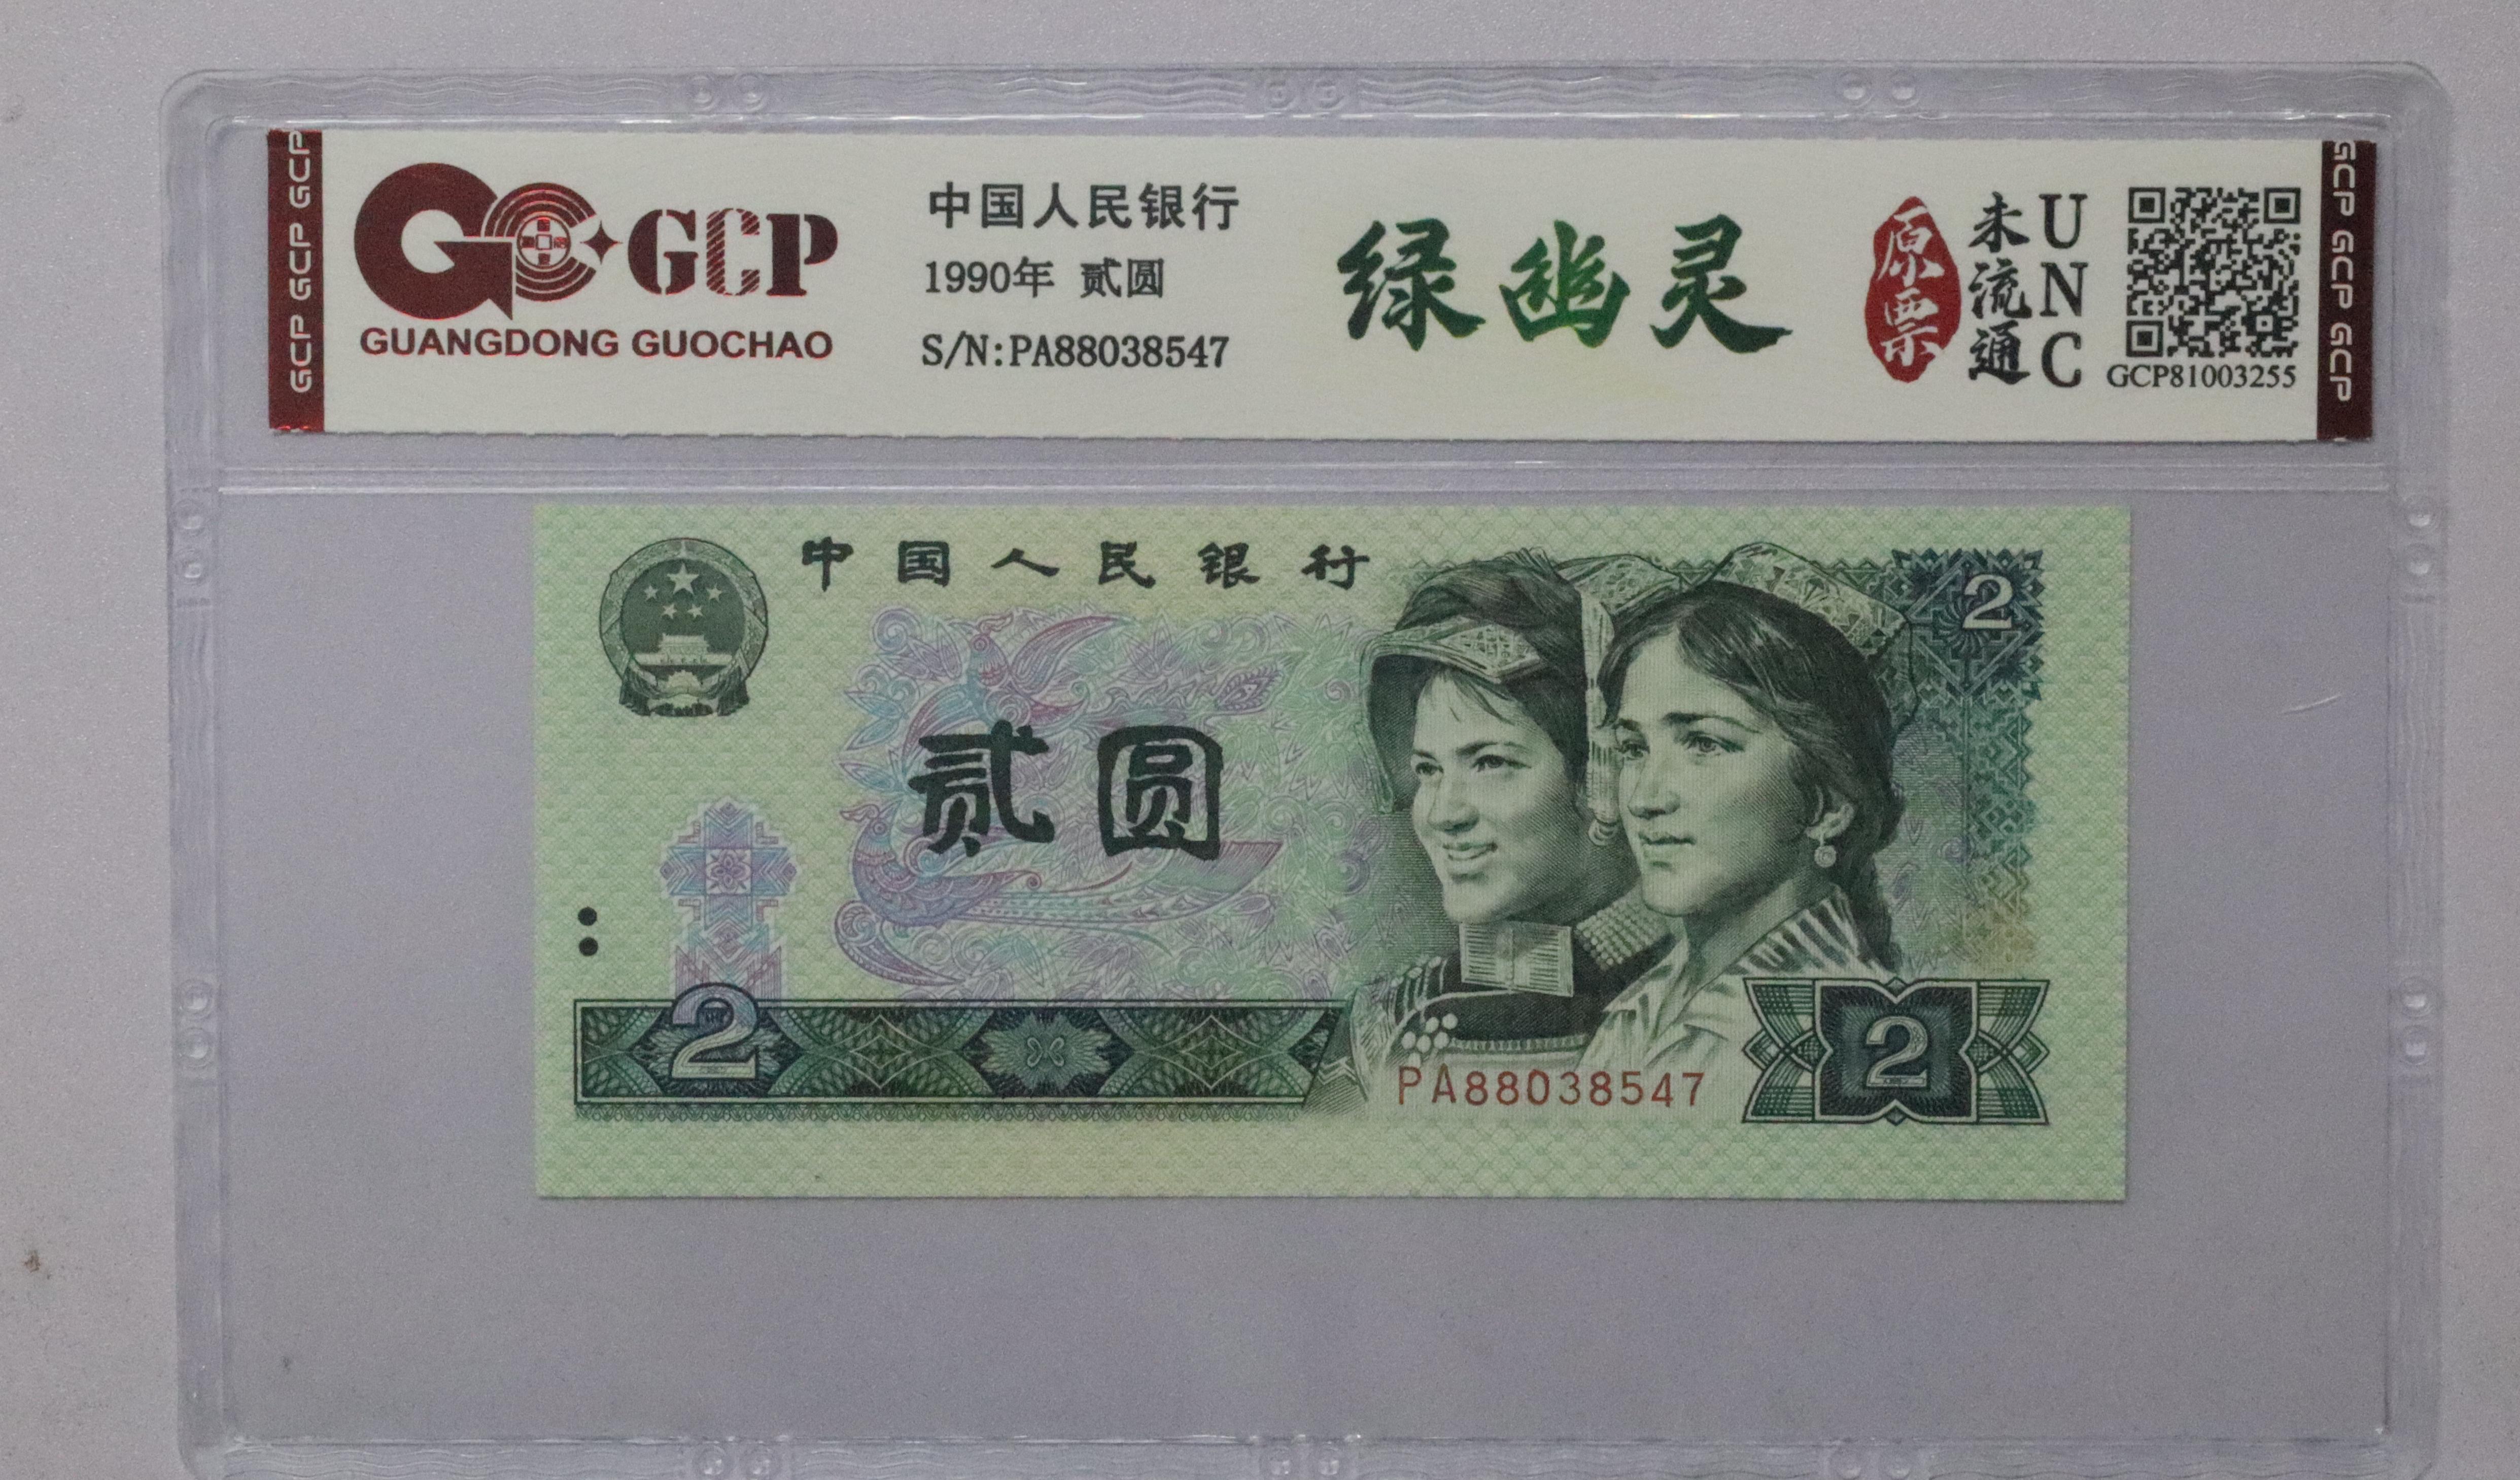 GCP GCP GCP
GCP
GUANGDONG GUOCHAO
中国人民银行
1990年 贰圆
S/N:PA88038547
绿幽灵
原票
未流通
UNC
GCP81003255
GCP GCP GCP
中国人民银行
2
贰圆
2
PA88038547
2